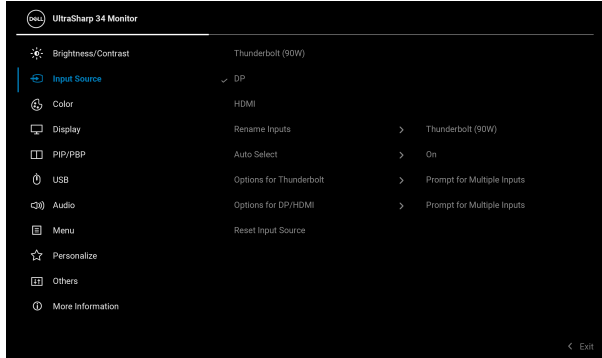 DELL UltraSharp 34 Monitor
Brightness/Contrast Thunderbolt (90W)
Input Source DP
Color HDMI
Display Rename Inputs Thunderbolt (90W)
PIP/PBP Auto Select On
USB Options for Thunderbolt Prompt for Multiple Inputs
Audio Options for DP/HDMI Prompt for Multiple Inputs
Menu Reset Input Source
Personalize
Others
More Information
Exit